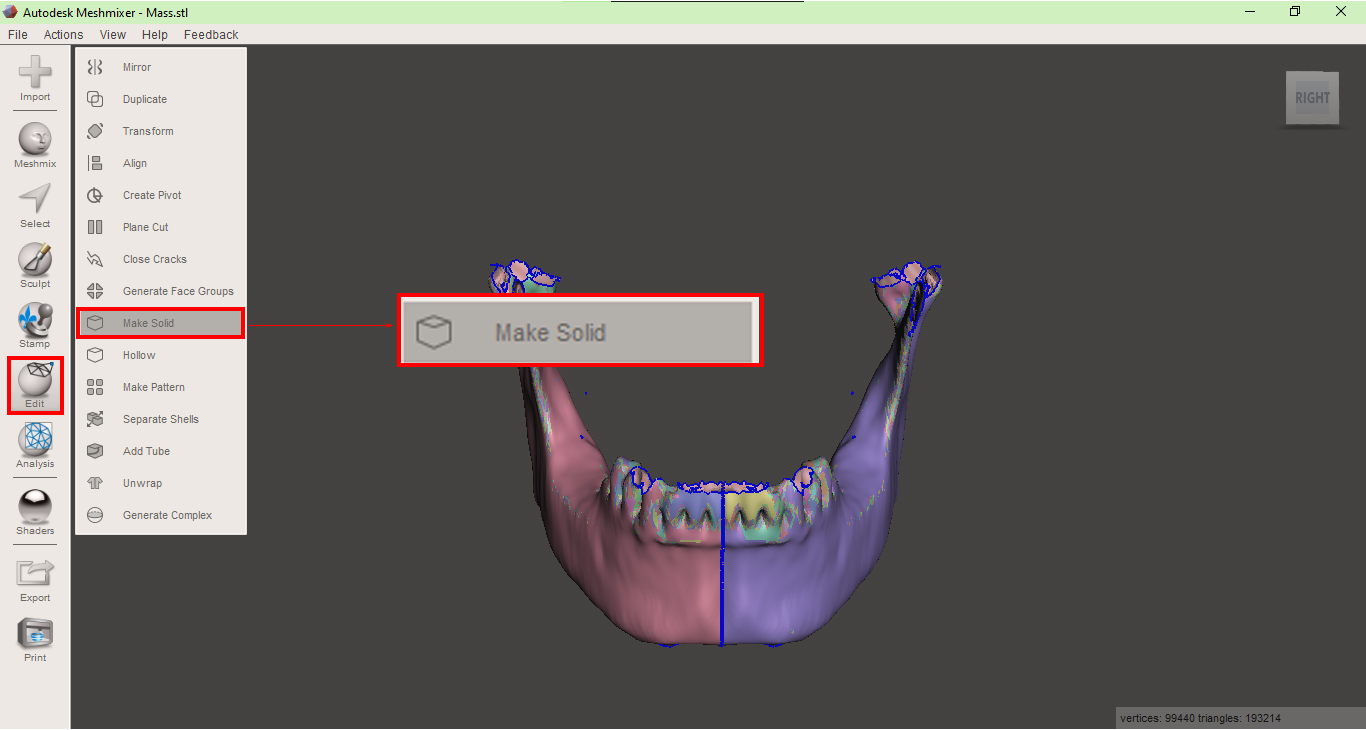 Autodesk Meshmixer - Mass.stl
File Actions View Help Feedback
Import
Meshmix
Select
Sculpt
Stamp
Edit
Analysis
Shaders
Export
Print
Mirror
Duplicate
Transform
Align
Create Pivot
Plane Cut
Close Cracks
Generate Face Groups
Make Solid
Hollow
Make Pattern
Separate Shells
Add Tube
Unwrap
Generate Complex
Make Solid
RIGHT
vertices: 99440 triangles: 193214